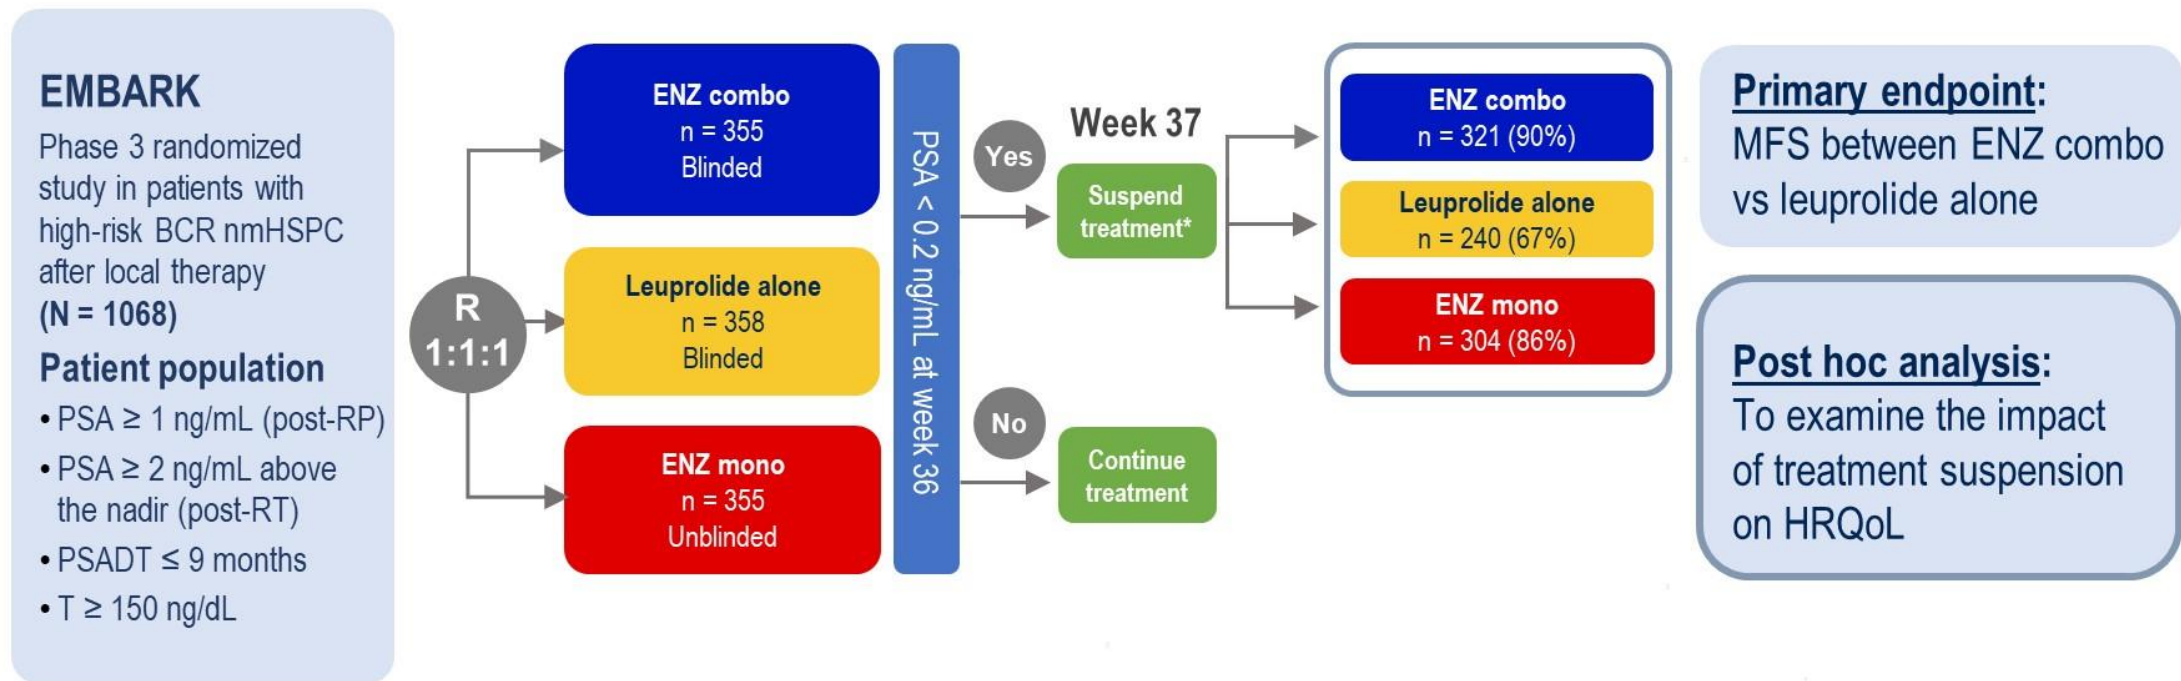 EMBARK
Phase 3 randomized
study in patients with
high-risk BCR nmHSPC
after local therapy
(N = 1068)
Patient population
• PSA ≥ 1 ng/mL (post-RP)
• PSA ≥ 2 ng/mL above
the nadir (post-RT)
• PSADT ≤ 9 months
• T ≥ 150 ng/dL
R
1:1:1
ENZ combo
n = 355
Blinded
Leuprolide alone
n = 358
Blinded
ENZ mono
n = 355
Unblinded
PSA < 0.2 ng/mL at week 36
Yes
No
Week 37
Suspend
treatment*
Continue
treatment
ENZ combo
n = 321 (90%)
Leuprolide alone
n = 240 (67%)
ENZ mono
n = 304 (86%)
Primary endpoint:
MFS between ENZ combo
vs leuprolide alone
Post hoc analysis:
To examine the impact
of treatment suspension
on HRQoL